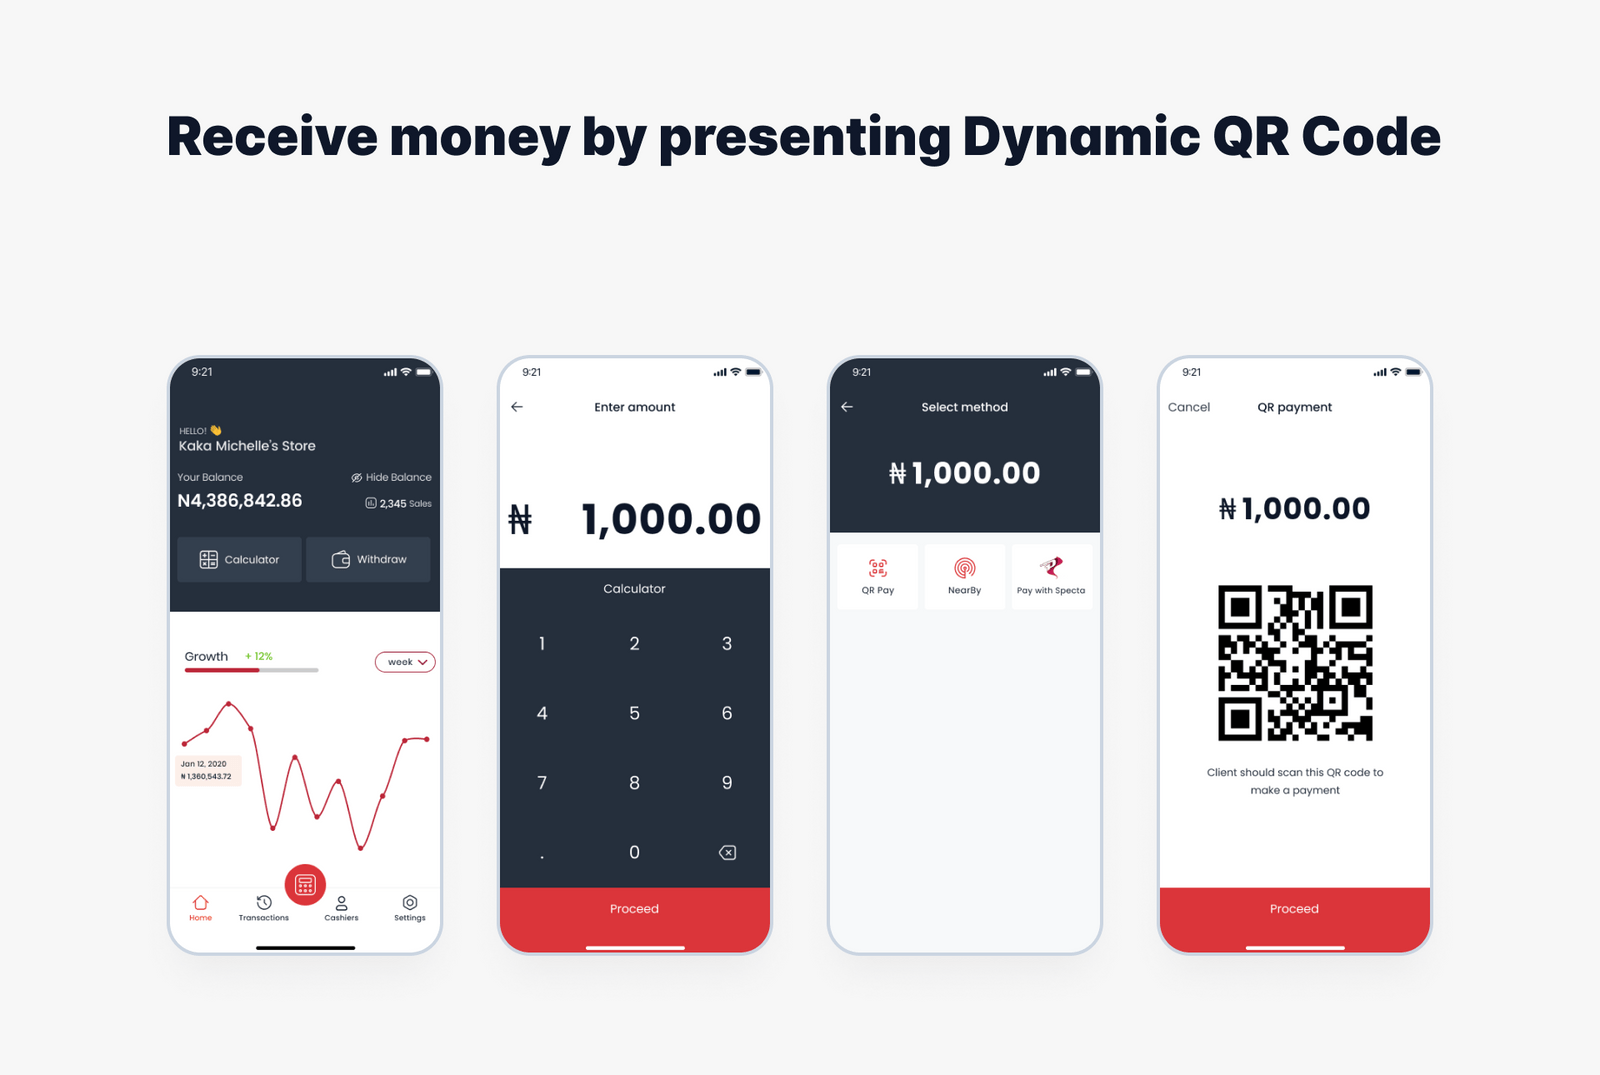 Receive money by presenting Dynamic QR Code
9:21
HELLO! 👋
Kaka Michelle's Store
Your Balance
Hide Balance
N4,386,842.86
2,345 Sales
Calculator
Withdraw
Growth + 12%
week
Jan 12, 2020
₦ 1,360,543.72
Home
Transactions
Cashiers
Settings
9:21
Enter amount
₦ 1,000.00
Calculator
1 2 3
4 5 6
7 8 9
. 0
Proceed
9:21
Select method
₦ 1,000.00
QR Pay
NearBy
Pay with Specta
9:21
Cancel
QR payment
₦ 1,000.00
Client should scan this QR code to
make a payment
Proceed